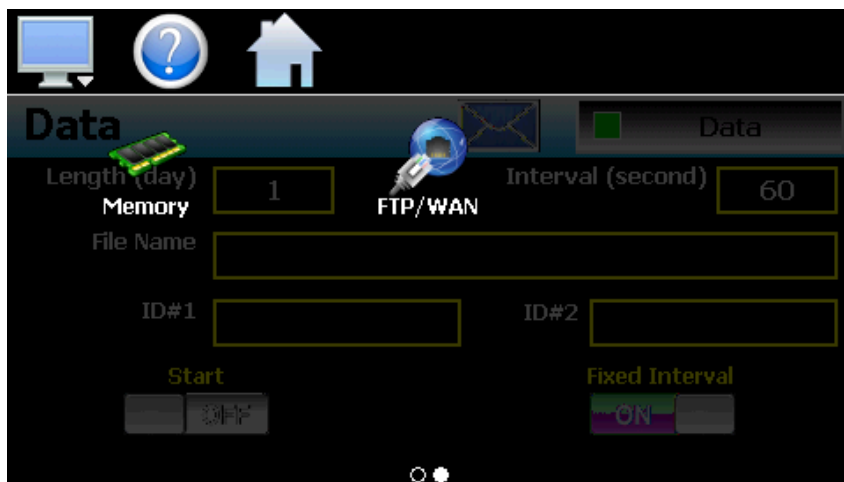 ?
Data
Data
Length (day)
1
Interval (second)
60
Memory
FTP/WAN
File Name
ID#1
ID#2
Start
Fixed Interval
OFF
ON